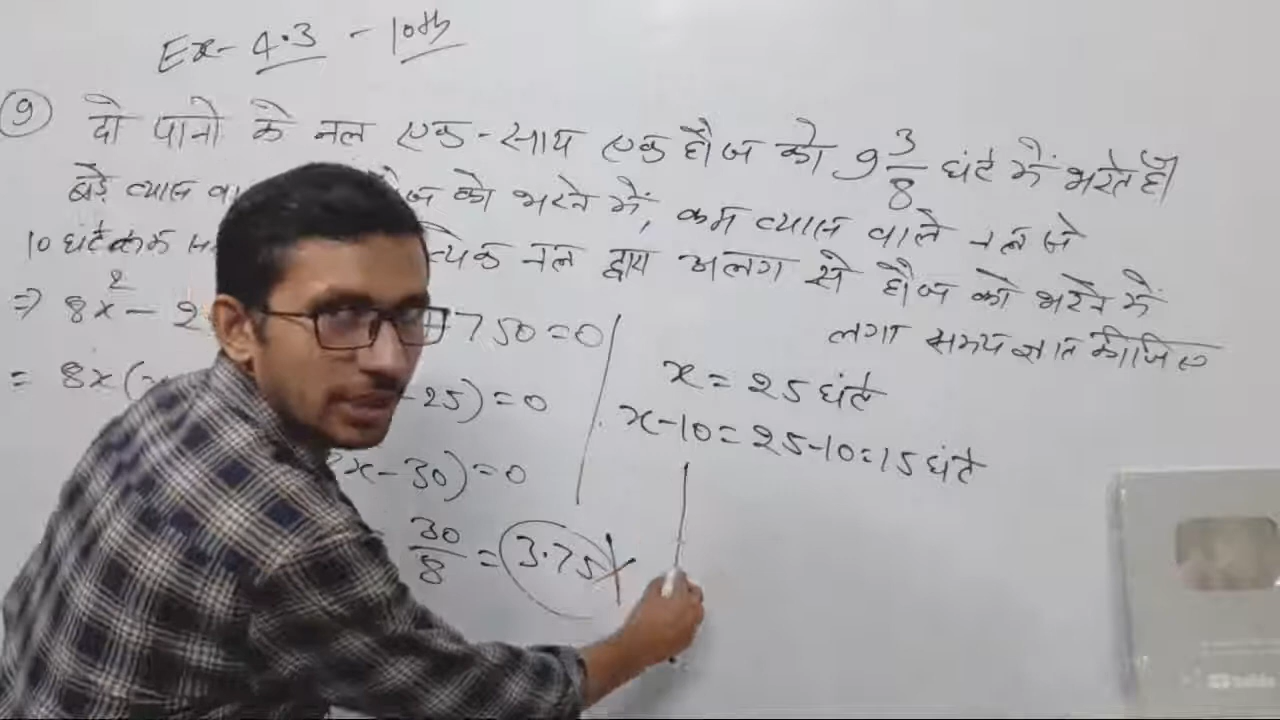 Ex- 4.3 - 10th
9 दो पानी के नल एक-साथ एक हौज को 9 3/8 घंटे में भरते हैं।
बड़े व्यास को भरने में, कम व्यास वाले नल से
10 घंटे कम नल द्वारा अलग से हौज को भरने में
लगा समय ज्ञात कीजिए
⇒ 8x² - 2 750 = 0
= 8x( -25) = 0
x - 30) = 0
30/8 = 3.75
x = 25 घंटे
x - 10 = 25 - 10 = 15 घंटे